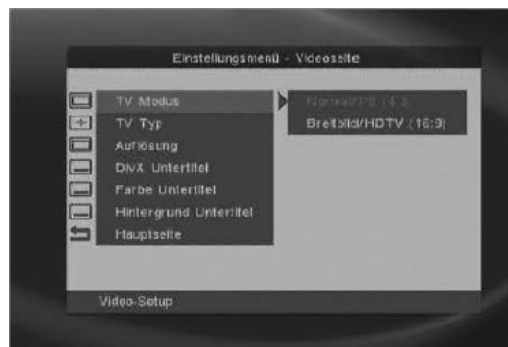 Einstellungsmenü - Videoseite
TV Modus
Normal/PS (4:3
Breitbild/HDTV (16:9)
TV Typ
Auflösung
DivX Untertitel
Farbe Untertitel
Hintergrund Untertitel
Hauptseite
Video-Setup